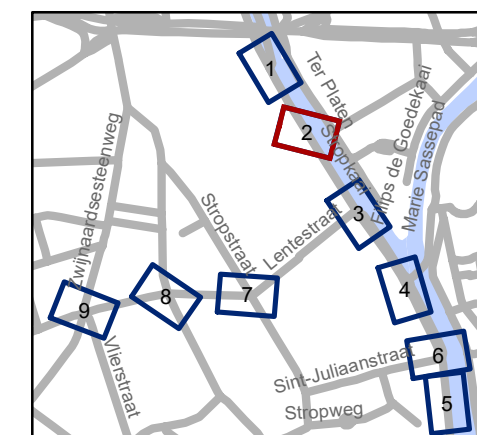 1
Ter Platen
2
Stropkaai
Filips de Goedekaai
Marie Sassepad
Zwijnaardsesteenweg
Stropstraat
Lentestraat
3
4
7
8
9
Vlierstraat
Sint-Juliaanstraat
6
Stropweg
5